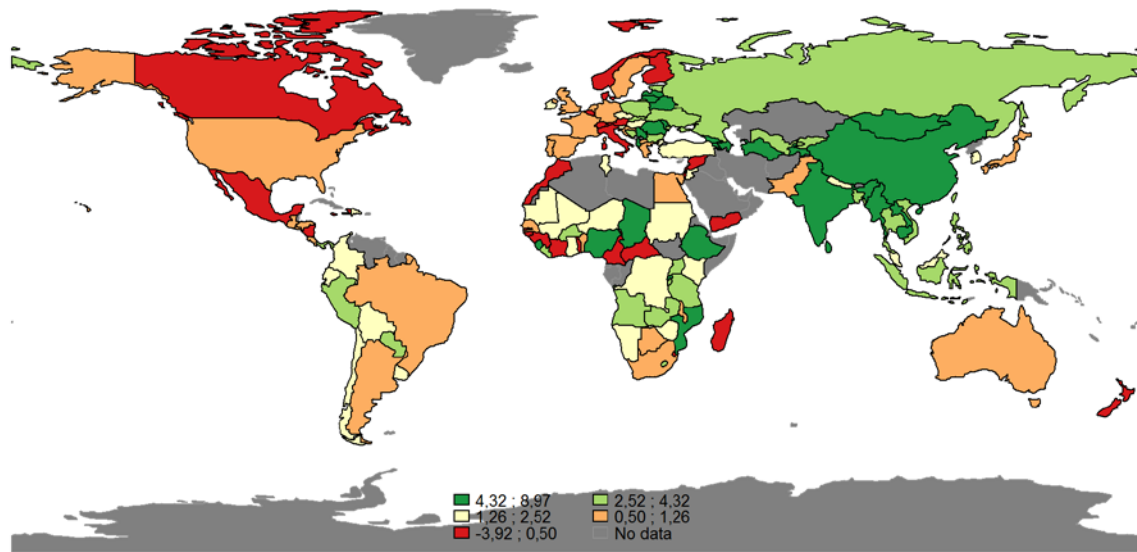 4,32 ; 8,97 2,52 ; 4,32
1,26 ; 2,52 0,50 ; 1,26
-3,92 ; 0,50 No data